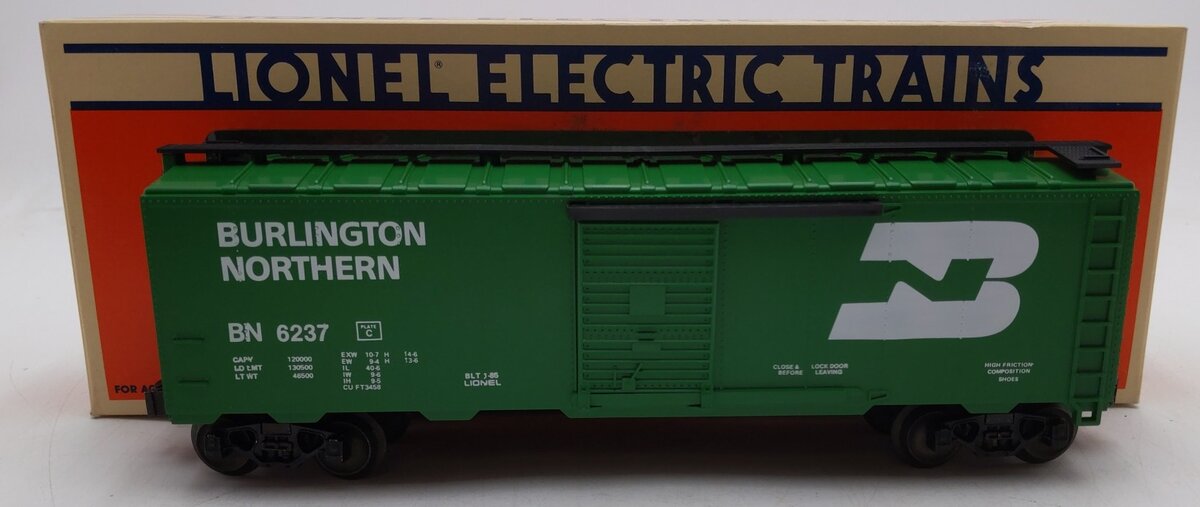 LIONEL® ELECTRIC TRAINS
BURLINGTON
NORTHERN
BN 6237
PLATE
C
CAPY 120000
LD LMT 130500
LT WT 46500
EXW 10-7 H 14-6
EW 9-4 H 13-6
IL 40-6
IW 9-6
IH 9-5
CU FT 3458
BLT 1-85
LIONEL
CLOSE & LOCK DOOR
BEFORE LEAVING
HIGH FRICTION
COMPOSITION
SHOES
FOR